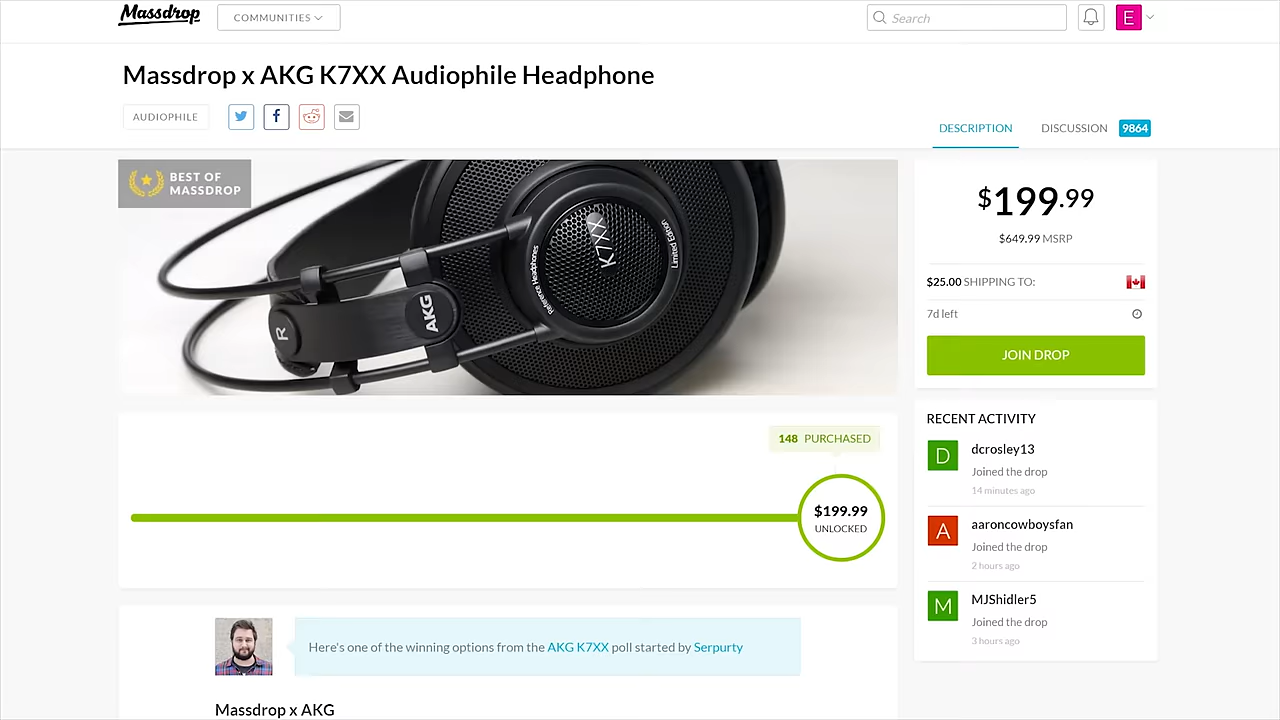 Massdrop
COMMUNITIES
Search
E
Massdrop x AKG K7XX Audiophile Headphone
AUDIOPHILE
DESCRIPTION
DISCUSSION 9864
BEST OF
MASSDROP
Reference Headphones
K7XX
Limited Edition
AKG
R
$199.99
$649.99 MSRP
$25.00 SHIPPING TO:
7d left
JOIN DROP
148 PURCHASED
$199.99
UNLOCKED
RECENT ACTIVITY
D
dcrosley13
Joined the drop
14 minutes ago
A
aaroncowboysfan
Joined the drop
2 hours ago
M
MJShidler5
Joined the drop
3 hours ago
Here's one of the winning options from the AKG K7XX poll started by Serpurty
Massdrop x AKG